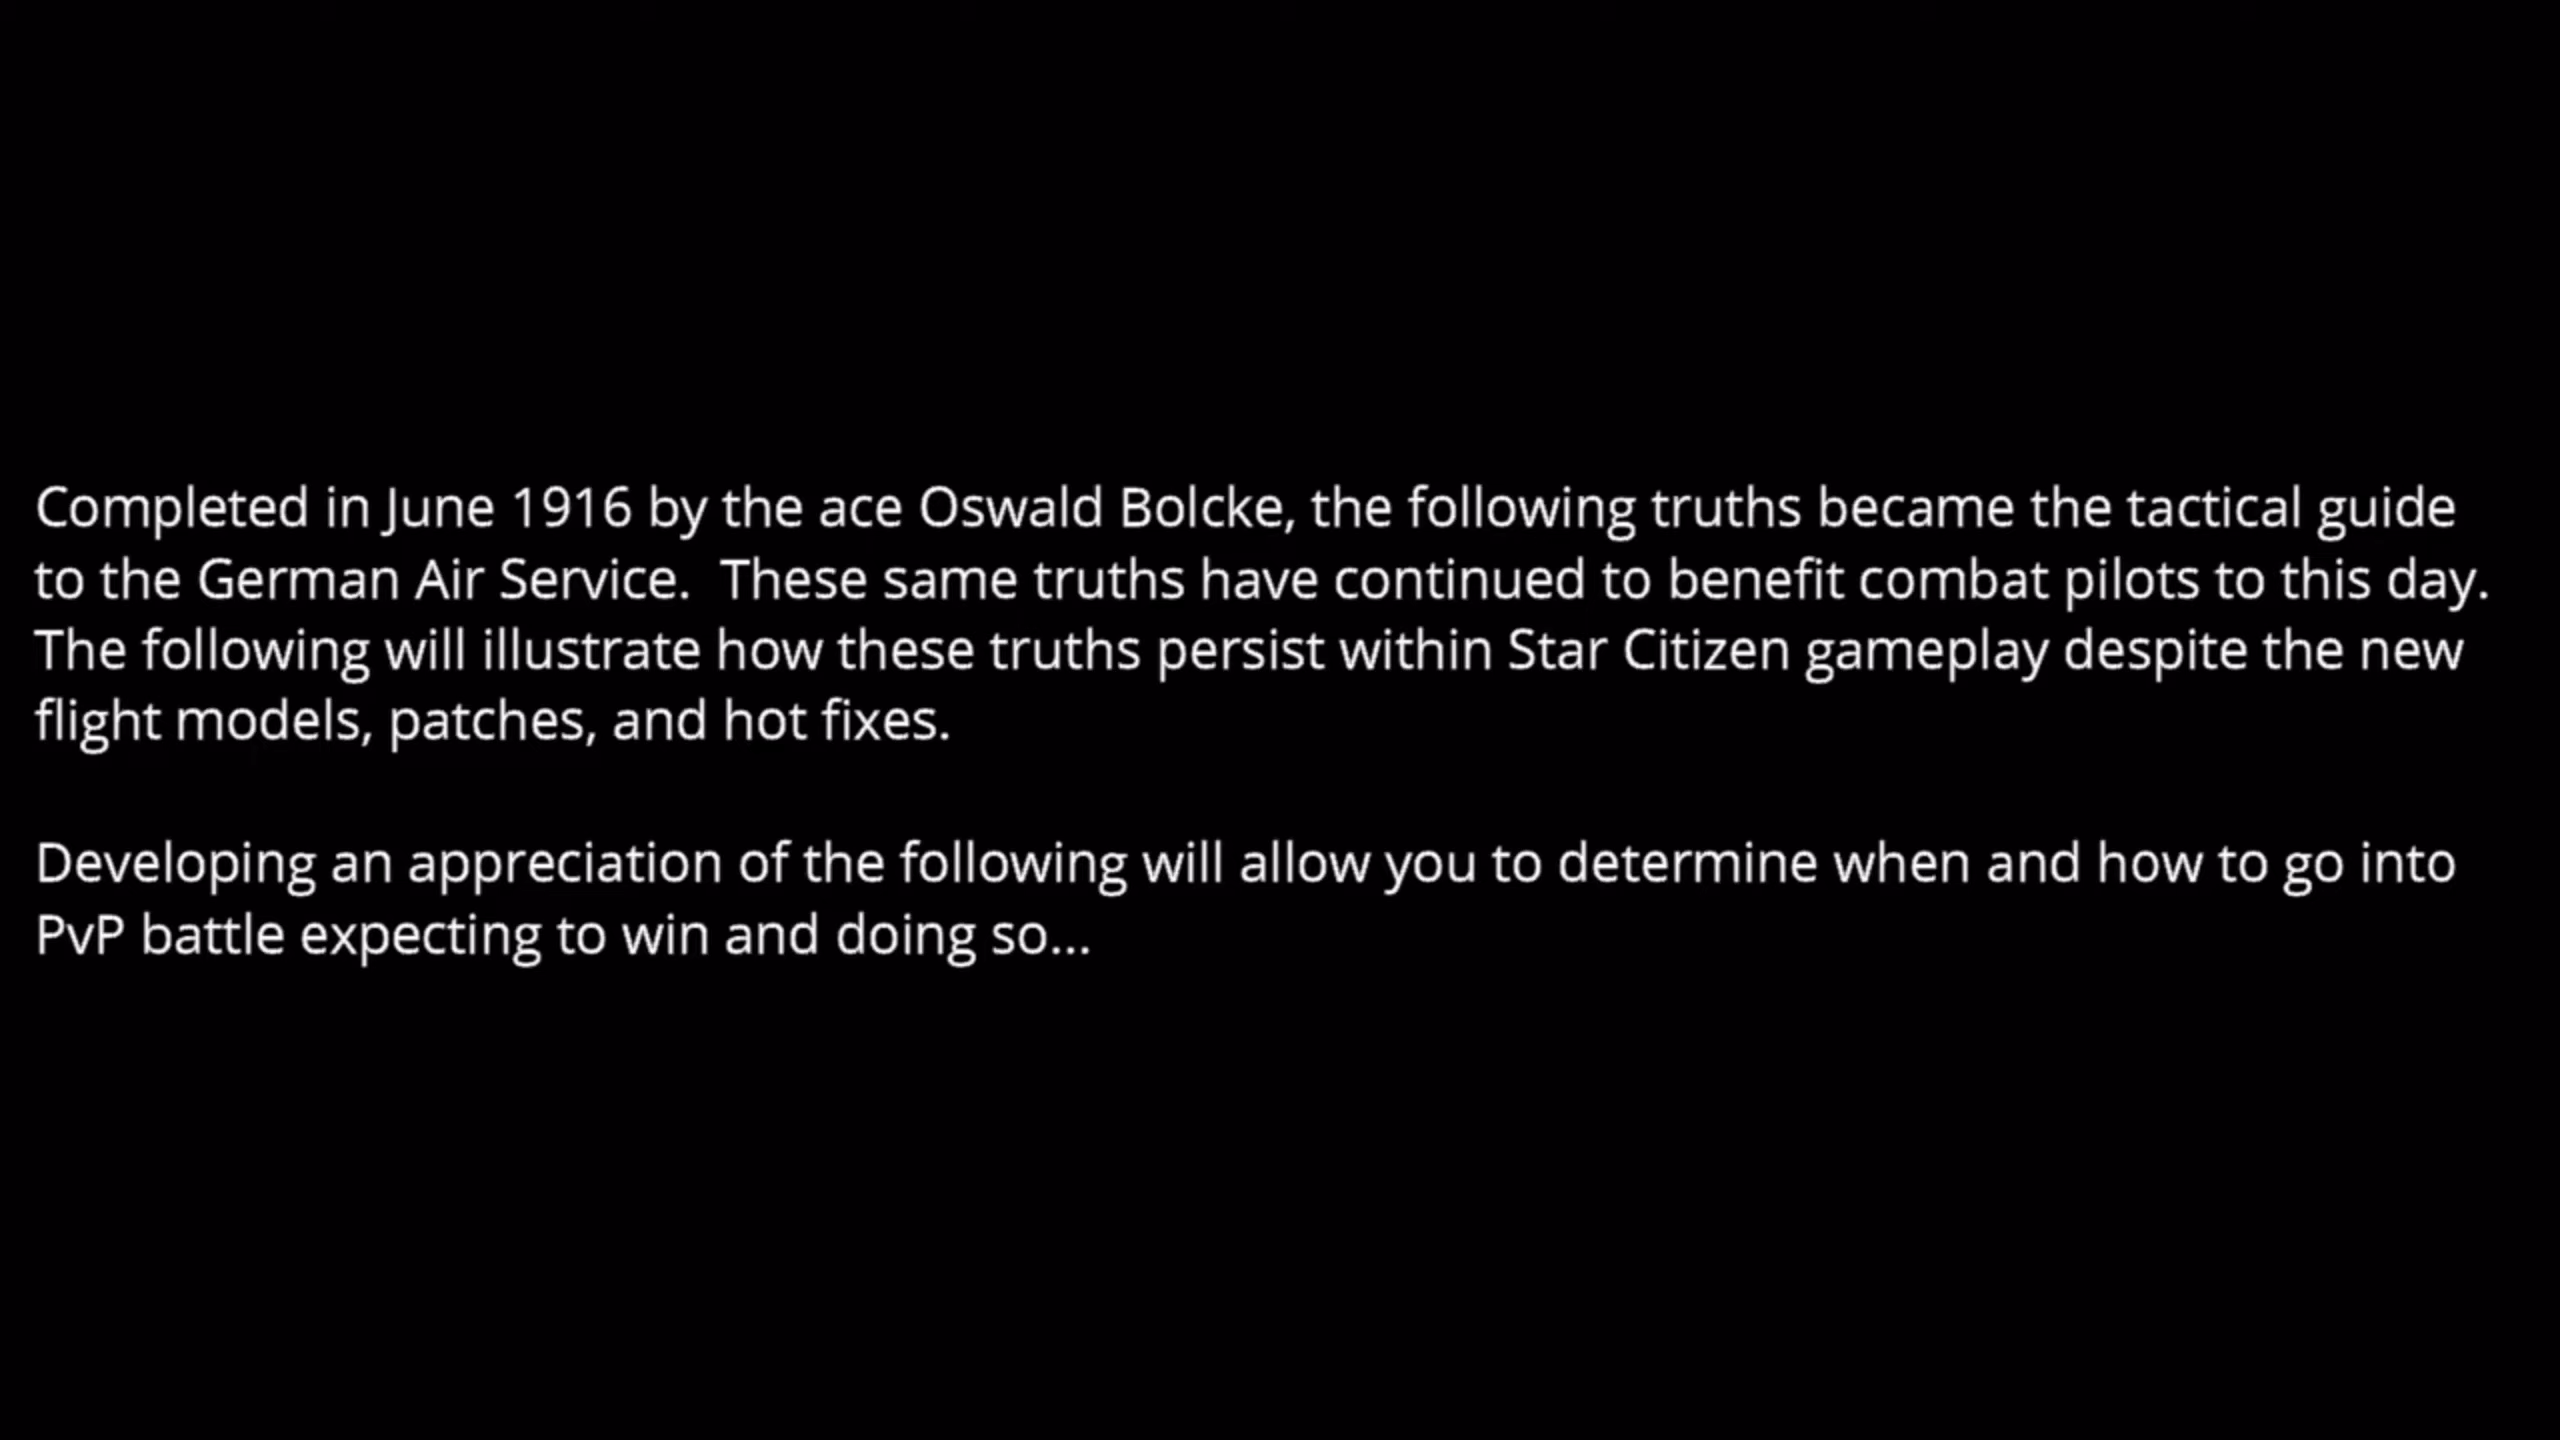 Completed in June 1916 by the ace Oswald Bolcke, the following truths became the tactical guide
to the German Air Service.  These same truths have continued to benefit combat pilots to this day.
The following will illustrate how these truths persist within Star Citizen gameplay despite the new
flight models, patches, and hot fixes.
Developing an appreciation of the following will allow you to determine when and how to go into
PvP battle expecting to win and doing so...